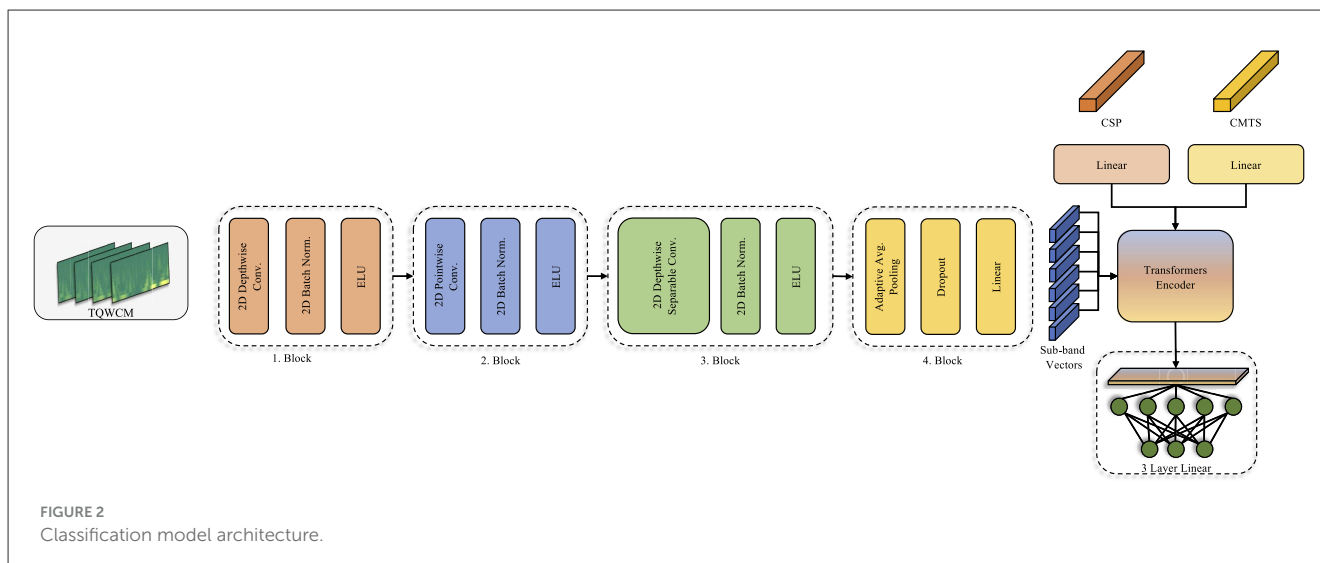 TQWCM
2D Depthwise
Conv.
2D Batch Norm.
ELU
1. Block
2D Pointwise
Conv.
2D Batch Norm.
ELU
2. Block
2D Depthwise
Separable Conv.
2D Batch Norm.
ELU
3. Block
Adaptive Avg.
Pooling
Dropout
Linear
4. Block
Sub-band
Vectors
CSP
CMTS
Linear
Linear
Transformers
Encoder
3 Layer Linear
FIGURE 2
Classification model architecture.